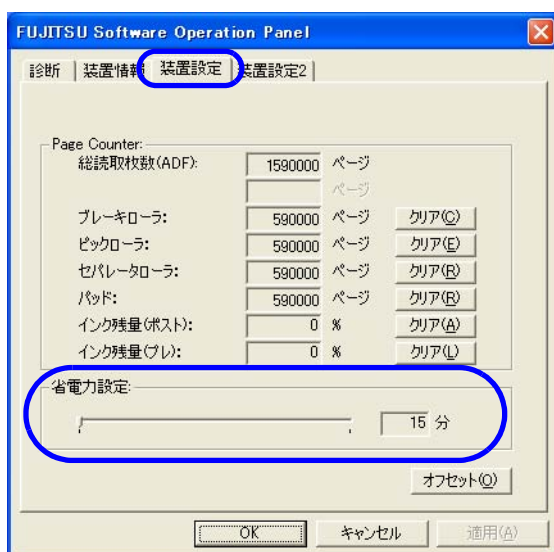 FUJITSU Software Operation Panel
診断 装置情報 装置設定 装置設定2
Page Counter:
総読取枚数(ADF): 1590000 ページ
ページ
ブレーキローラ: 590000 ページ クリア(C)
ピックローラ: 590000 ページ クリア(E)
セパレータローラ: 590000 ページ クリア(R)
パッド: 590000 ページ クリア(R)
インク残量(ポスト): 0 % クリア(A)
インク残量(プレ): 0 % クリア(L)
省電力設定:
15 分
オフセット(O)
OK キャンセル 適用(A)